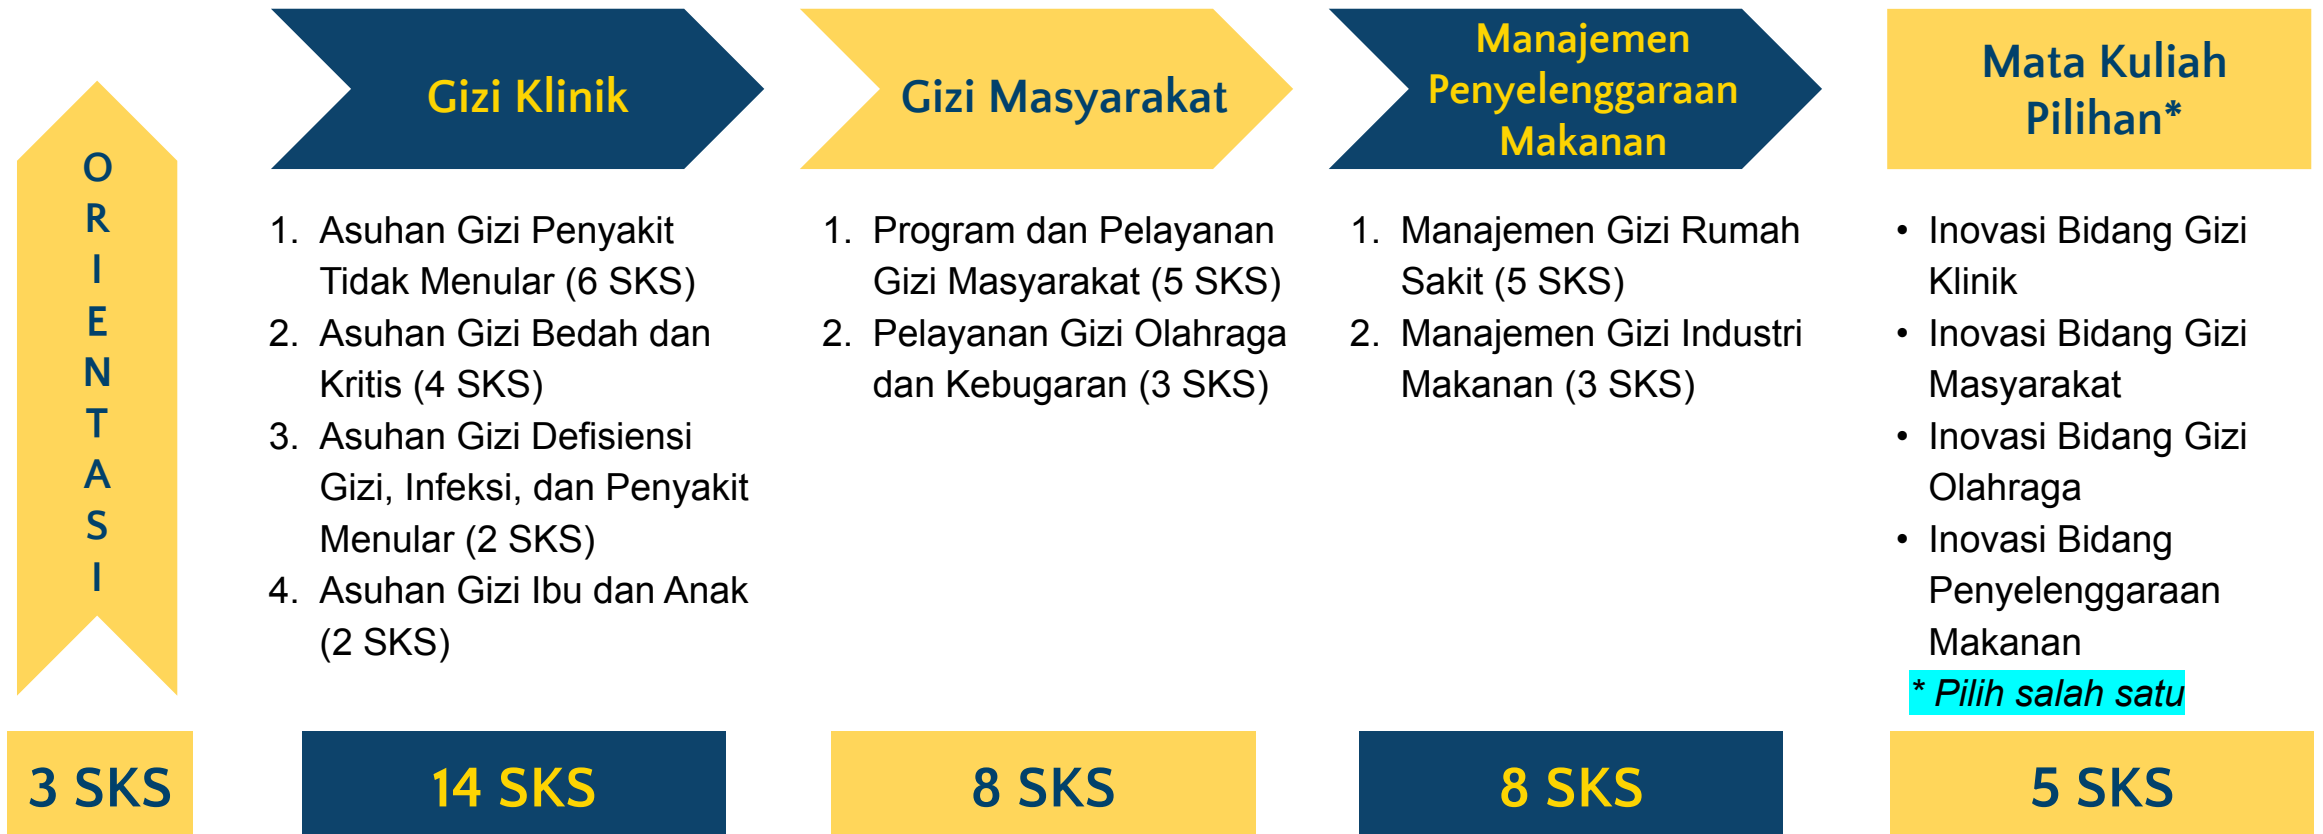 O
R
I
E
N
T
A
S
I
3 SKS
Gizi Klinik
1. Asuhan Gizi Penyakit
Tidak Menular (6 SKS)
2. Asuhan Gizi Bedah dan
Kritis (4 SKS)
3. Asuhan Gizi Defisiensi
Gizi, Infeksi, dan Penyakit
Menular (2 SKS)
4. Asuhan Gizi Ibu dan Anak
(2 SKS)
14 SKS
Gizi Masyarakat
1. Program dan Pelayanan
Gizi Masyarakat (5 SKS)
2. Pelayanan Gizi Olahraga
dan Kebugaran (3 SKS)
8 SKS
Manajemen
Penyelenggaraan
Makanan
1. Manajemen Gizi Rumah
Sakit (5 SKS)
2. Manajemen Gizi Industri
Makanan (3 SKS)
8 SKS
Mata Kuliah
Pilihan*
• Inovasi Bidang Gizi
Klinik
• Inovasi Bidang Gizi
Masyarakat
• Inovasi Bidang Gizi
Olahraga
• Inovasi Bidang
Penyelenggaraan
Makanan
* Pilih salah satu
5 SKS